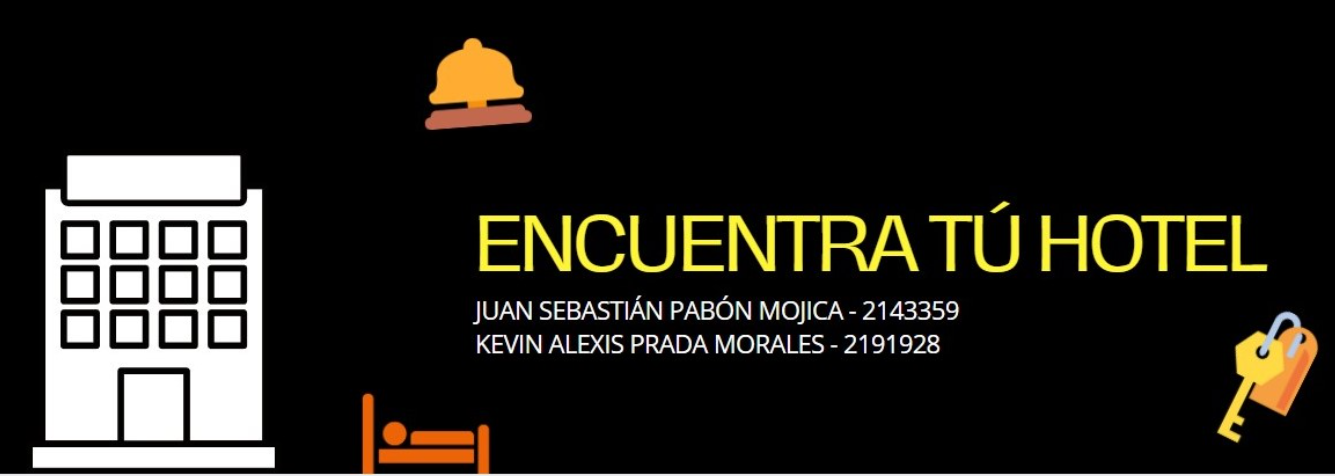 ENCUENTRA TÚ HOTEL
JUAN SEBASTIÁN PABÓN MOJICA - 2143359
KEVIN ALEXIS PRADA MORALES - 2191928